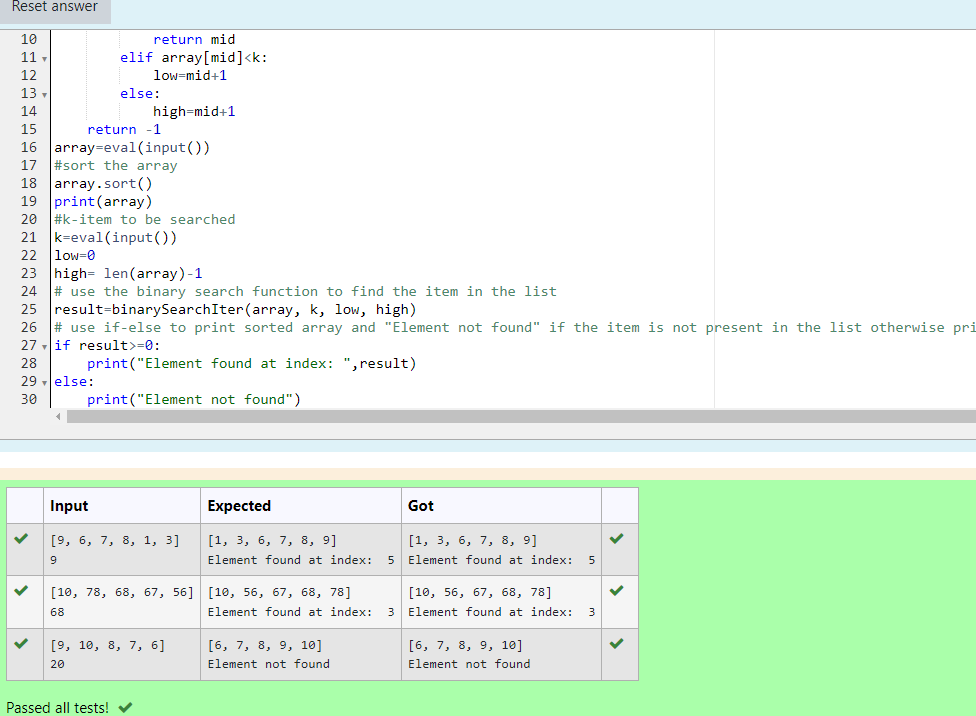 Reset answer
10 return mid
11 elif array[mid]<k:
12 low=mid+1
13 else:
14 high=mid+1
15 return -1
16 array=eval(input())
17 #sort the array
18 array.sort()
19 print(array)
20 #k-item to be searched
21 k=eval(input())
22 low=0
23 high= len(array)-1
24 # use the binary search function to find the item in the list
25 result=binarySearchIter(array, k, low, high)
26 # use if-else to print sorted array and "Element not found" if the item is not present in the list otherwise pri
27 if result>=0:
28 print("Element found at index: ",result)
29 else:
30 print("Element not found")
Input Expected Got
[9, 6, 7, 8, 1, 3] [1, 3, 6, 7, 8, 9] [1, 3, 6, 7, 8, 9]
9 Element found at index:  5 Element found at index:  5
[10, 78, 68, 67, 56] [10, 56, 67, 68, 78] [10, 56, 67, 68, 78]
68 Element found at index:  3 Element found at index:  3
[9, 10, 8, 7, 6] [6, 7, 8, 9, 10] [6, 7, 8, 9, 10]
20 Element not found Element not found
Passed all tests!